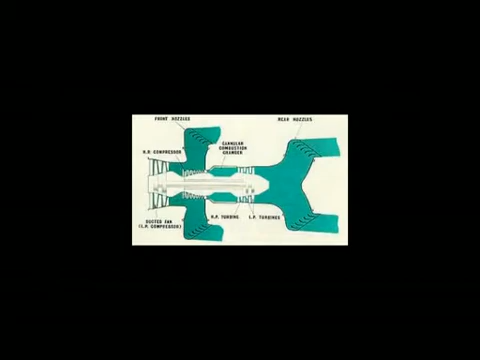 FRONT NOZZLES
REAR NOZZLES
H.P. COMPRESSOR
CANNULAR
COMBUSTION
CHAMBER
DUCTED FAN
(L.P. COMPRESSOR)
H.P. TURBINE
L.P. TURBINES